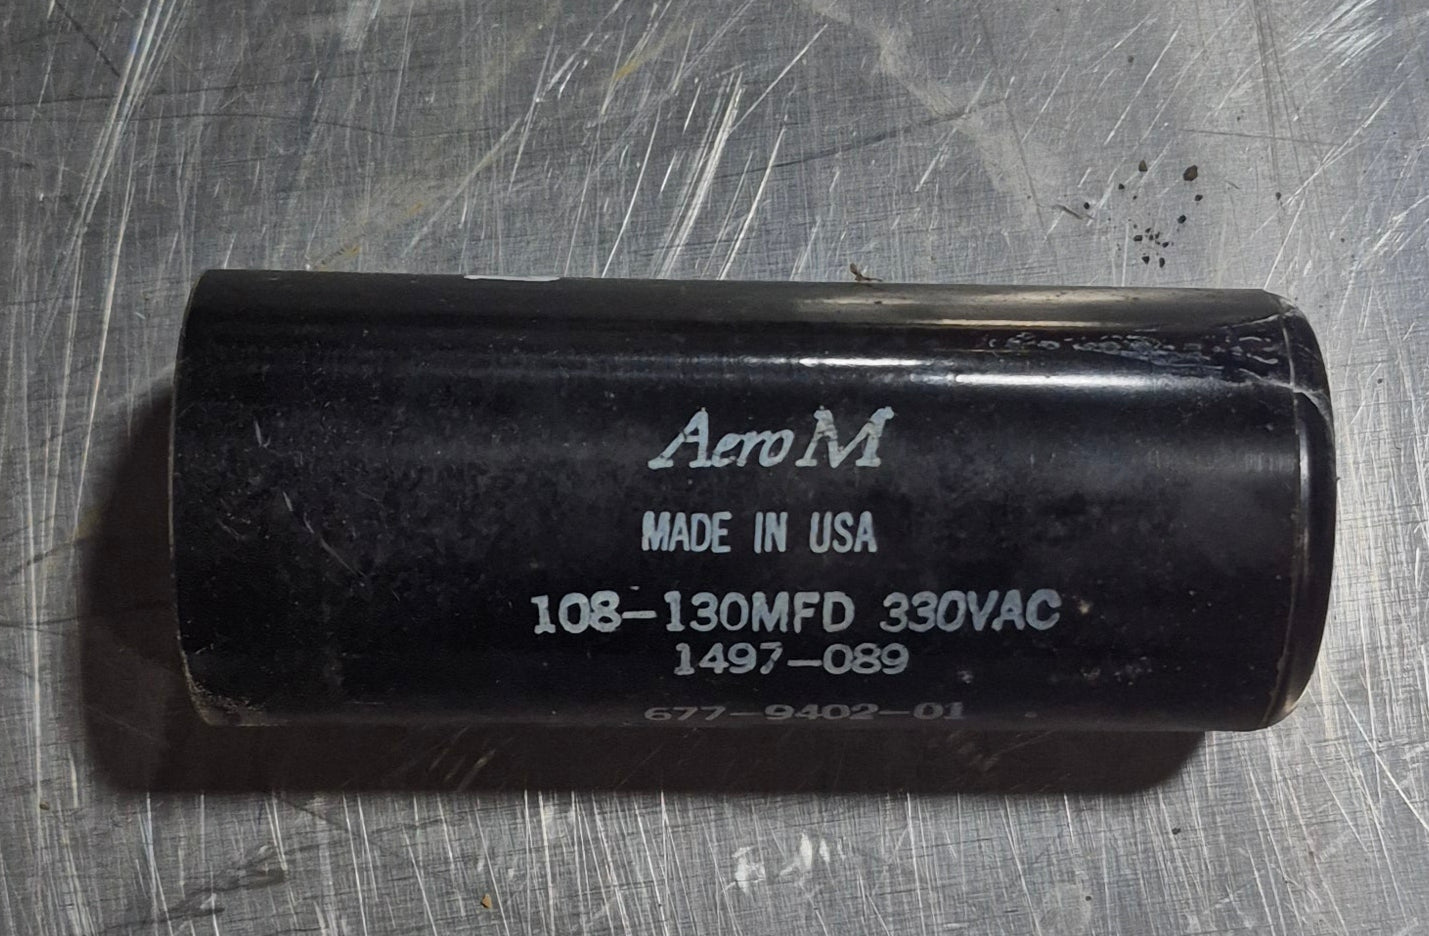 Aero M
MADE IN USA
108-130MFD 330VAC
1497-089
677-9402-01